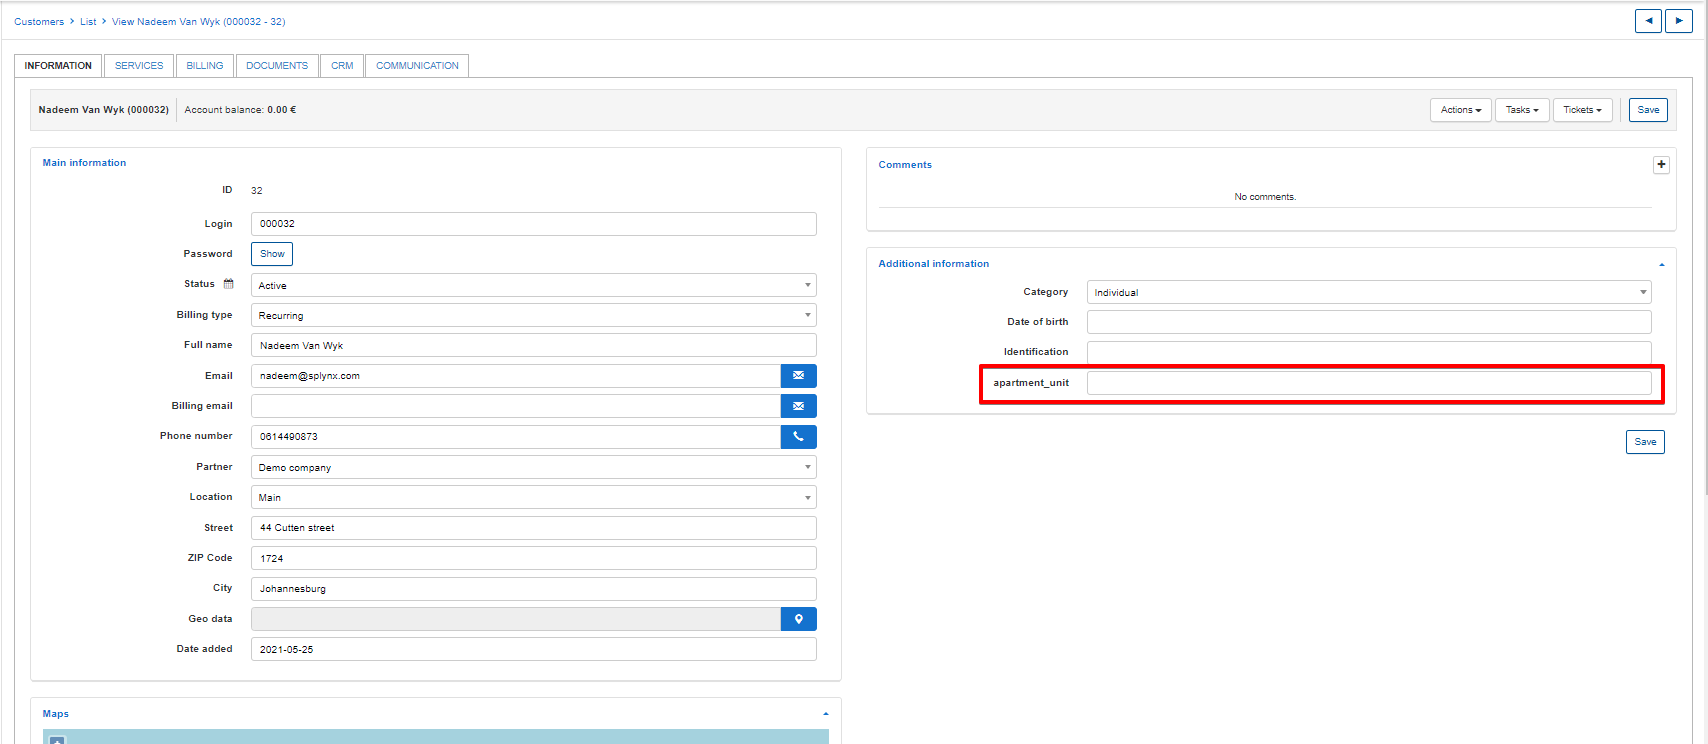 Customers > List > View Nadeem Van Wyk (000032 - 32)
INFORMATION SERVICES BILLING DOCUMENTS CRM COMMUNICATION
Nadeem Van Wyk (000032) Account balance: 0.00 € Actions Tasks Tickets Save
Main information
ID 32
Login 000032
Password Show
Status Active
Billing type Recurring
Full name Nadeem Van Wyk
Email nadeem@splynx.com
Billing email
Phone number 0614490873
Partner Demo company
Location Main
Street 44 Cutten street
ZIP Code 1724
City Johannesburg
Geo data
Date added 2021-05-25
Maps
Comments
No comments.
Additional information
Category Individual
Date of birth
Identification
apartment_unit
Save